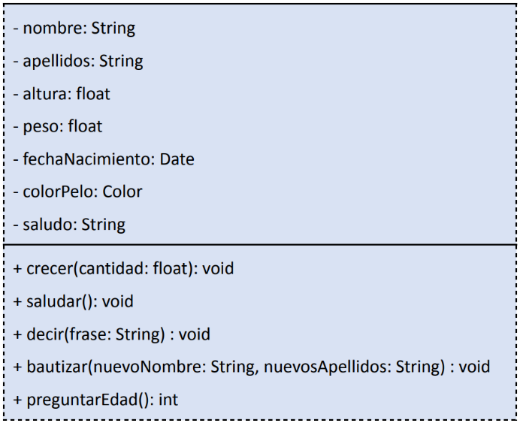 - nombre: String
- apellidos: String
- altura: float
- peso: float
- fechaNacimiento: Date
- colorPelo: Color
- saludo: String
+ crecer(cantidad: float): void
+ saludar(): void
+ decir(frase: String) : void
+ bautizar(nuevoNombre: String, nuevosApellidos: String) : void
+ preguntarEdad(): int